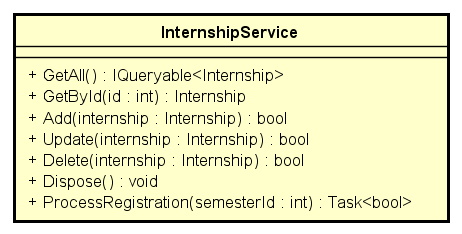 InternshipService
+ GetAll() : IQueryable<Internship>
+ GetById(id : int) : Internship
+ Add(internship : Internship) : bool
+ Update(internship : Internship) : bool
+ Delete(internship : Internship) : bool
+ Dispose() : void
+ ProcessRegistration(semesterId : int) : Task<bool>